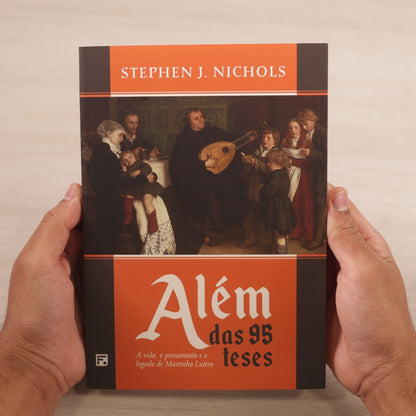 STEPHEN J. NICHOLS
Além
das 95
teses
A vida, o pensamento e o
legado de Martinho Lutero